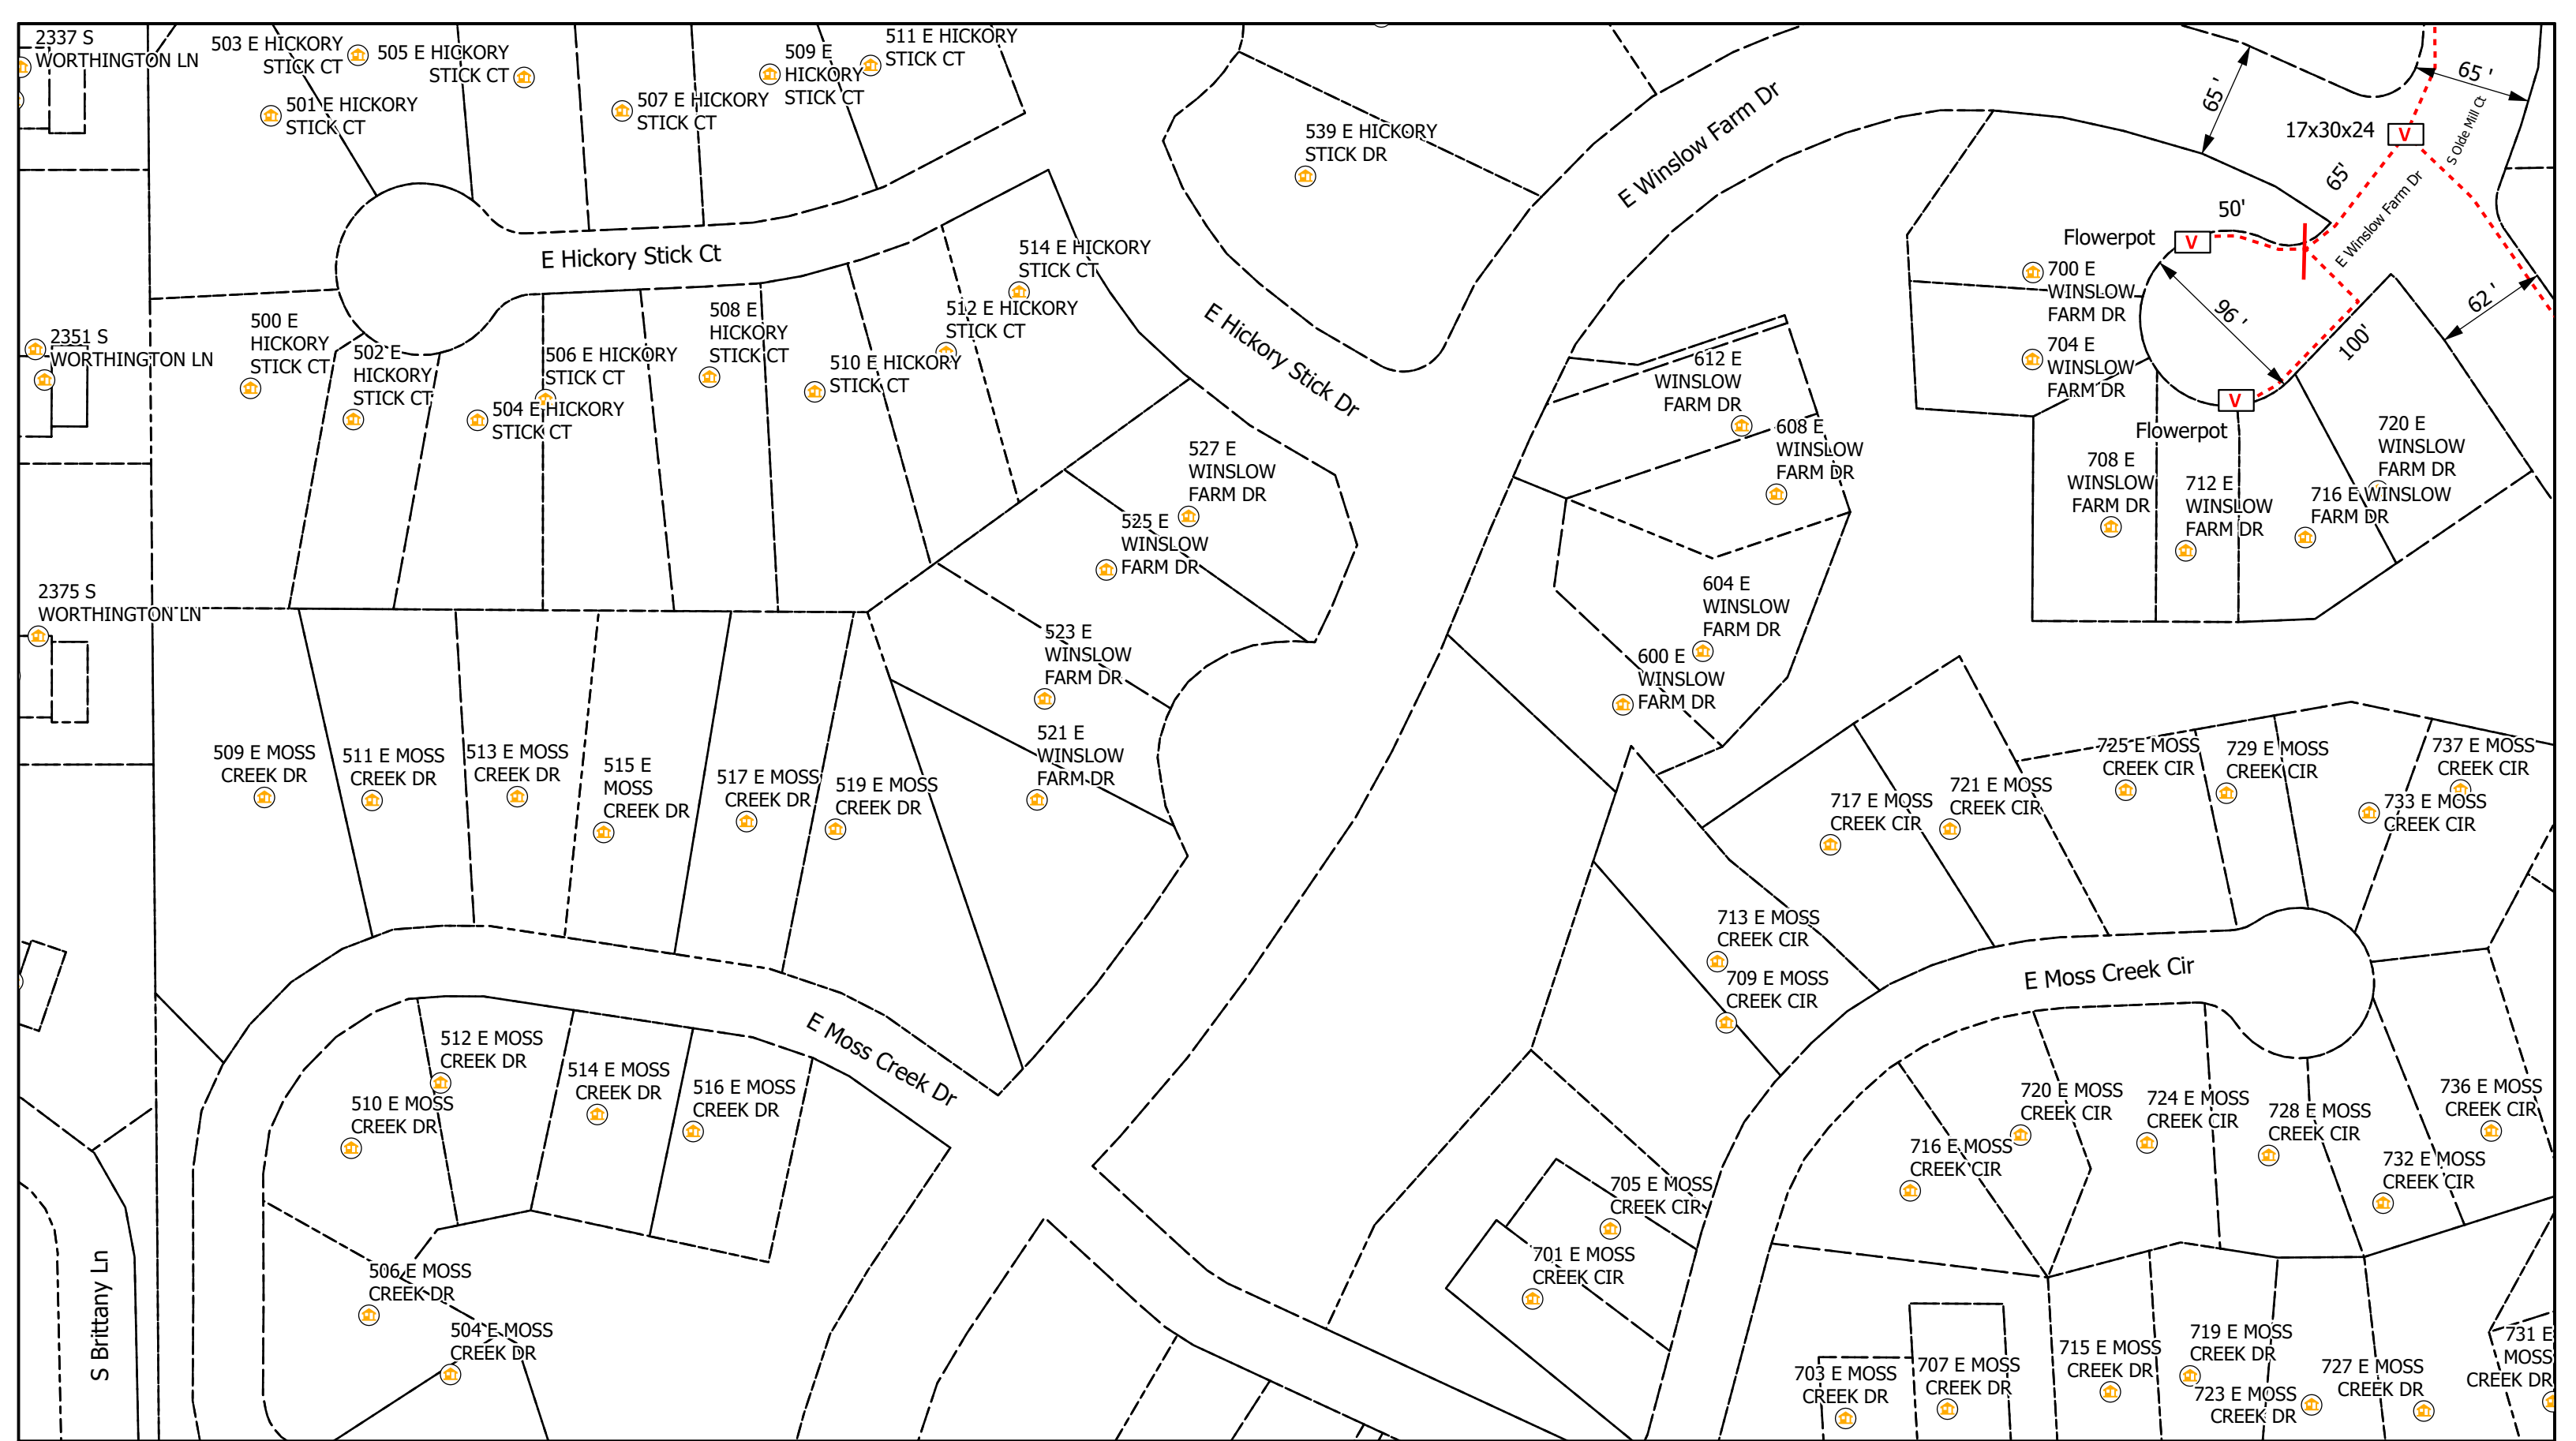 2337 S
WORTHINGTON LN
503 E HICKORY
STICK CT
505 E HICKORY
STICK CT
501 E HICKORY
STICK CT
507 E HICKORY
STICK CT
509 E
HICKORY
STICK CT
511 E HICKORY
STICK CT
539 E HICKORY
STICK DR
E Winslow Farm Dr
65 '
65 '
17x30x24
V
S Olde Mill Ct
65'
E Winslow Farm Dr
50'
Flowerpot
V
E Hickory Stick Ct
514 E HICKORY
STICK CT
512 E HICKORY
STICK CT
E Hickory Stick Dr
700 E
WINSLOW
FARM DR
704 E
WINSLOW
FARM DR
96 '
100'
62 '
V
Flowerpot
2351 S
WORTHINGTON LN
500 E
HICKORY
STICK CT
502 E
HICKORY
STICK CT
506 E HICKORY
STICK CT
504 E HICKORY
STICK CT
508 E
HICKORY
STICK CT
510 E HICKORY
STICK CT
612 E
WINSLOW
FARM DR
608 E
WINSLOW
FARM DR
527 E
WINSLOW
FARM DR
525 E
WINSLOW
FARM DR
708 E
WINSLOW
FARM DR
712 E
WINSLOW
FARM DR
720 E
WINSLOW
FARM DR
716 E WINSLOW
FARM DR
2375 S
WORTHINGTON LN
523 E
WINSLOW
FARM DR
521 E
WINSLOW
FARM DR
604 E
WINSLOW
FARM DR
600 E
WINSLOW
FARM DR
509 E MOSS
CREEK DR
511 E MOSS
CREEK DR
513 E MOSS
CREEK DR
515 E
MOSS
CREEK DR
517 E MOSS
CREEK DR
519 E MOSS
CREEK DR
717 E MOSS
CREEK CIR
721 E MOSS
CREEK CIR
725 E MOSS
CREEK CIR
729 E MOSS
CREEK CIR
737 E MOSS
CREEK CIR
733 E MOSS
CREEK CIR
713 E MOSS
CREEK CIR
709 E MOSS
CREEK CIR
E Moss Creek Cir
E Moss Creek Dr
512 E MOSS
CREEK DR
510 E MOSS
CREEK DR
514 E MOSS
CREEK DR
516 E MOSS
CREEK DR
720 E MOSS
CREEK CIR
716 E MOSS
CREEK CIR
724 E MOSS
CREEK CIR
728 E MOSS
CREEK CIR
736 E MOSS
CREEK CIR
732 E MOSS
CREEK CIR
705 E MOSS
CREEK CIR
701 E MOSS
CREEK CIR
S Brittany Ln
506 E MOSS
CREEK DR
504 E MOSS
CREEK DR
703 E MOSS
CREEK DR
707 E MOSS
CREEK DR
715 E MOSS
CREEK DR
719 E MOSS
CREEK DR
723 E MOSS
CREEK DR
727 E MOSS
CREEK DR
731 E
MOSS
CREEK DR